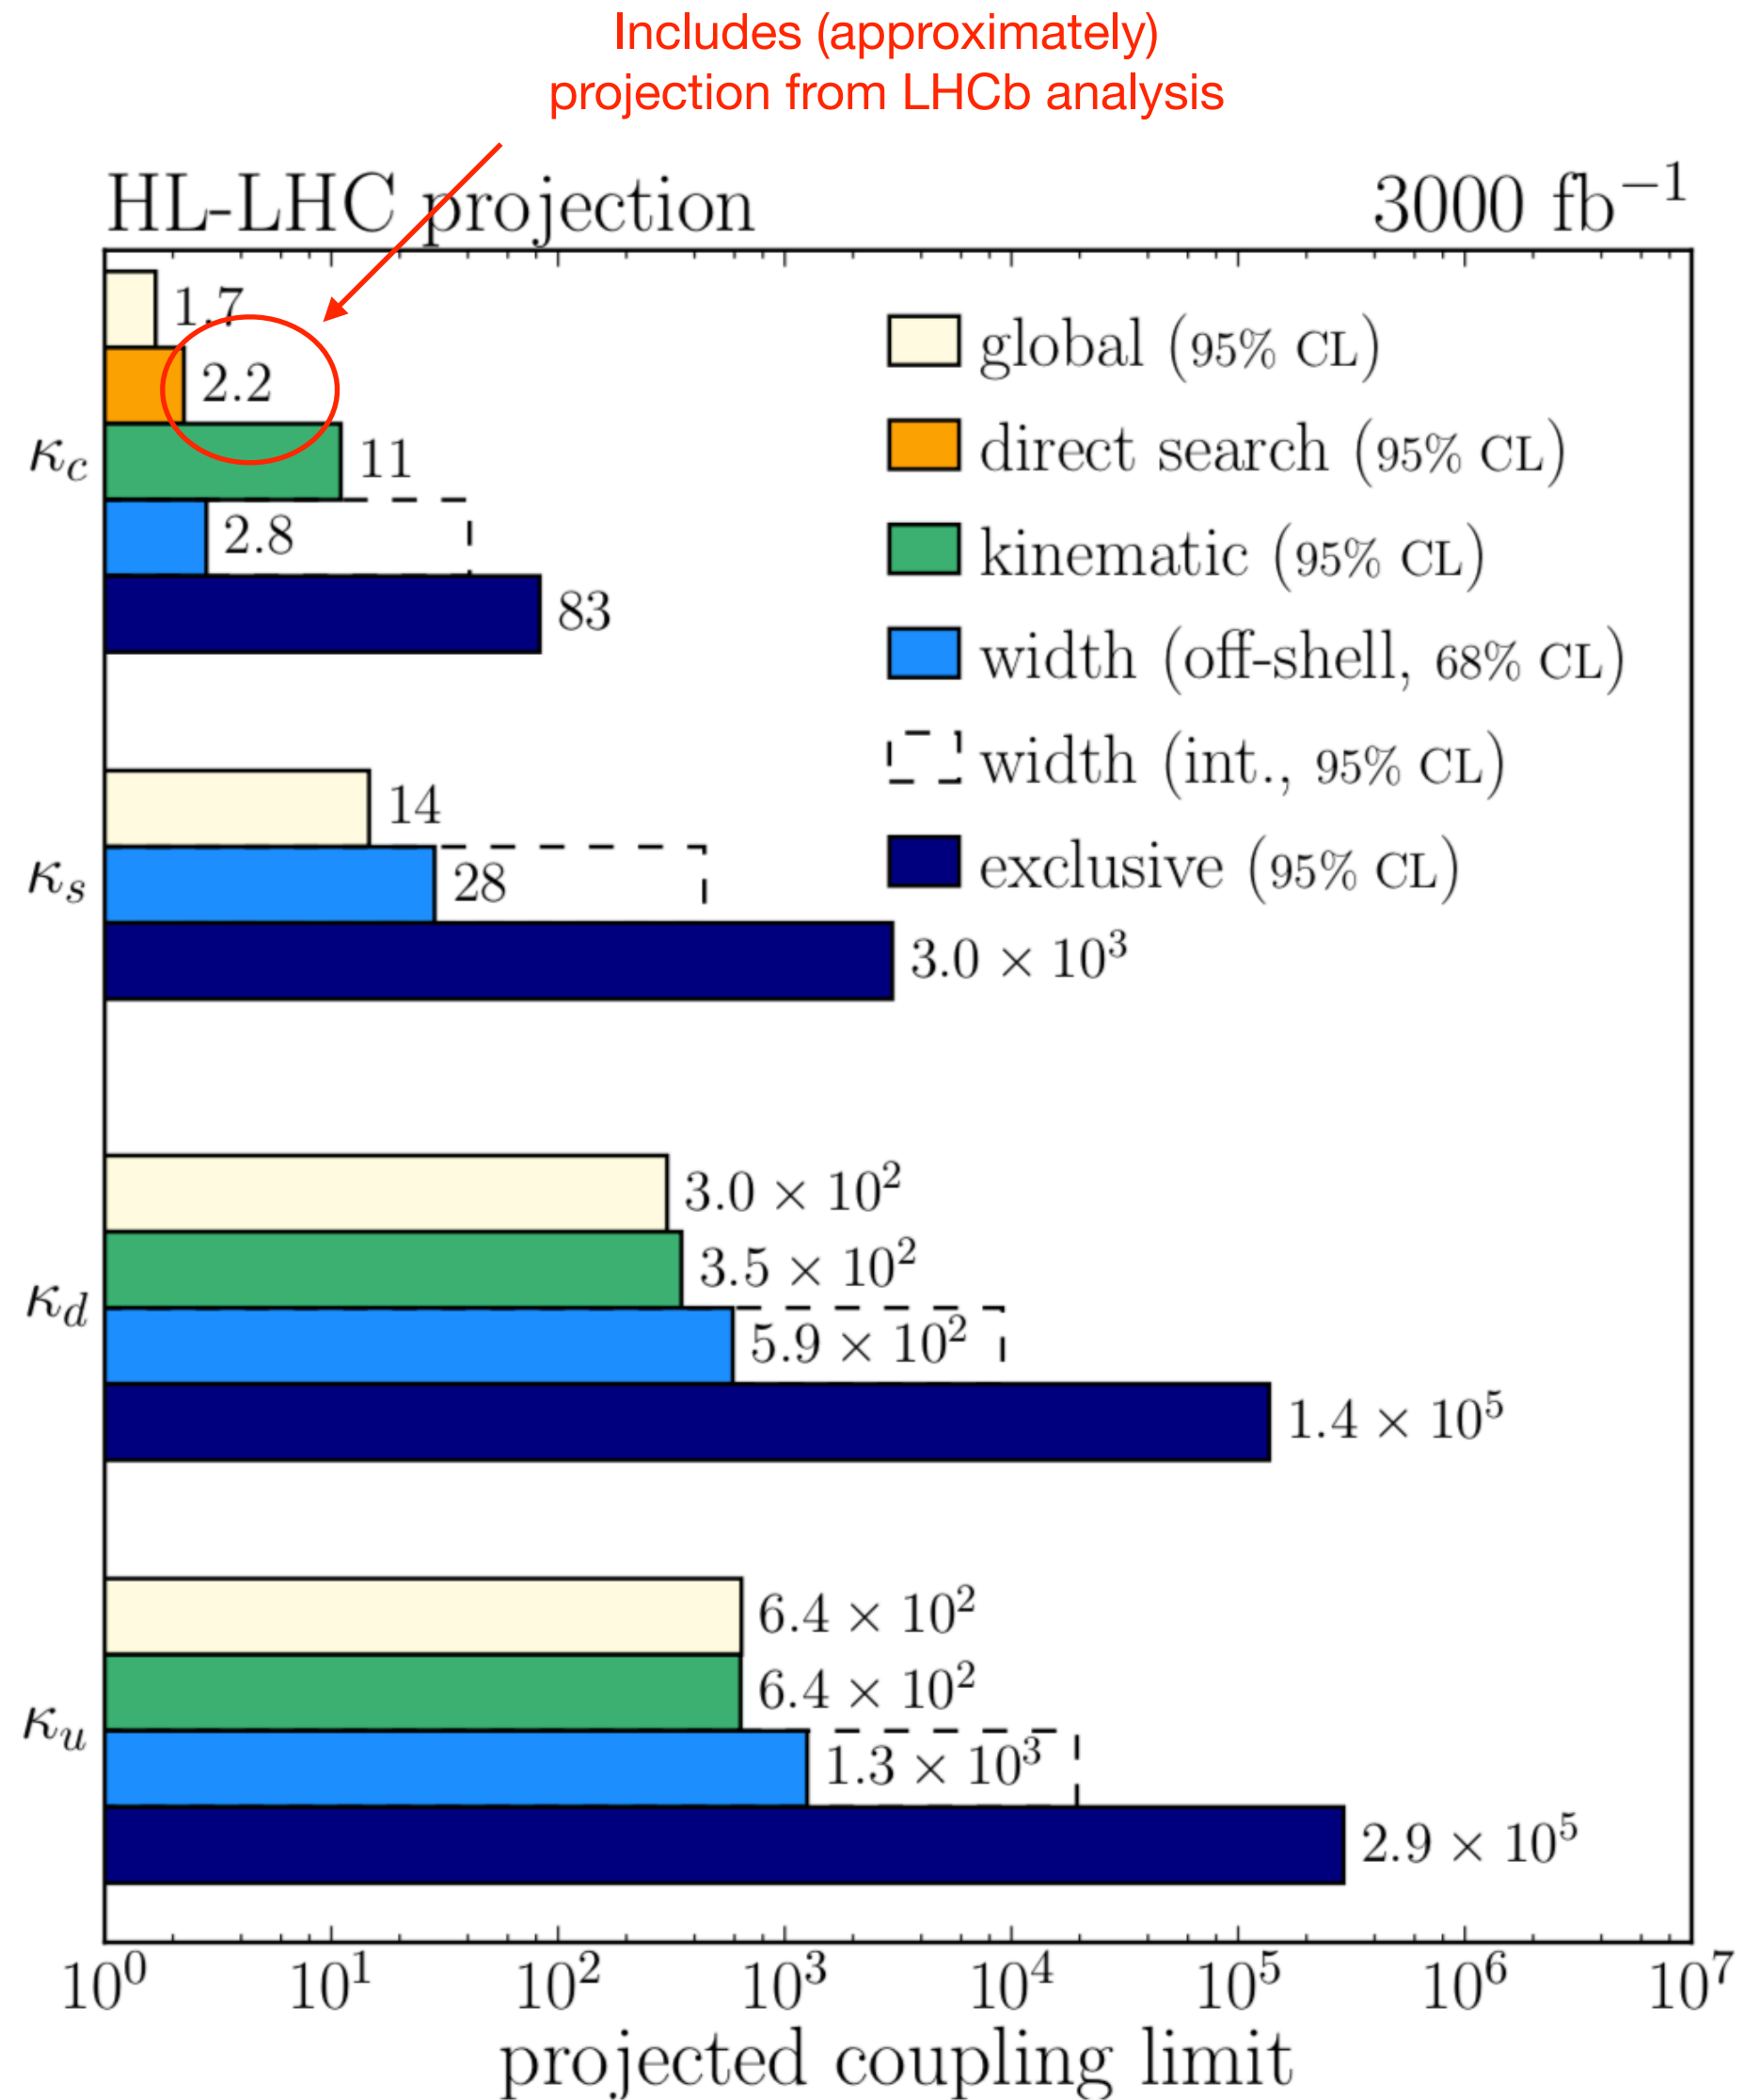 Includes (approximately)
projection from LHCb analysis
HL-LHC projection 3000 fb⁻¹
1.7
2.2
11
2.8
83
κ_c
global (95% CL)
direct search (95% CL)
kinematic (95% CL)
width (off-shell, 68% CL)
width (int., 95% CL)
exclusive (95% CL)
14
28
3.0 × 10³
κ_s
3.0 × 10²
3.5 × 10²
5.9 × 10²
1.4 × 10⁵
κ_d
6.4 × 10²
6.4 × 10²
1.3 × 10³
2.9 × 10⁵
κ_u
10⁰ 10¹ 10² 10³ 10⁴ 10⁵ 10⁶ 10⁷
projected coupling limit